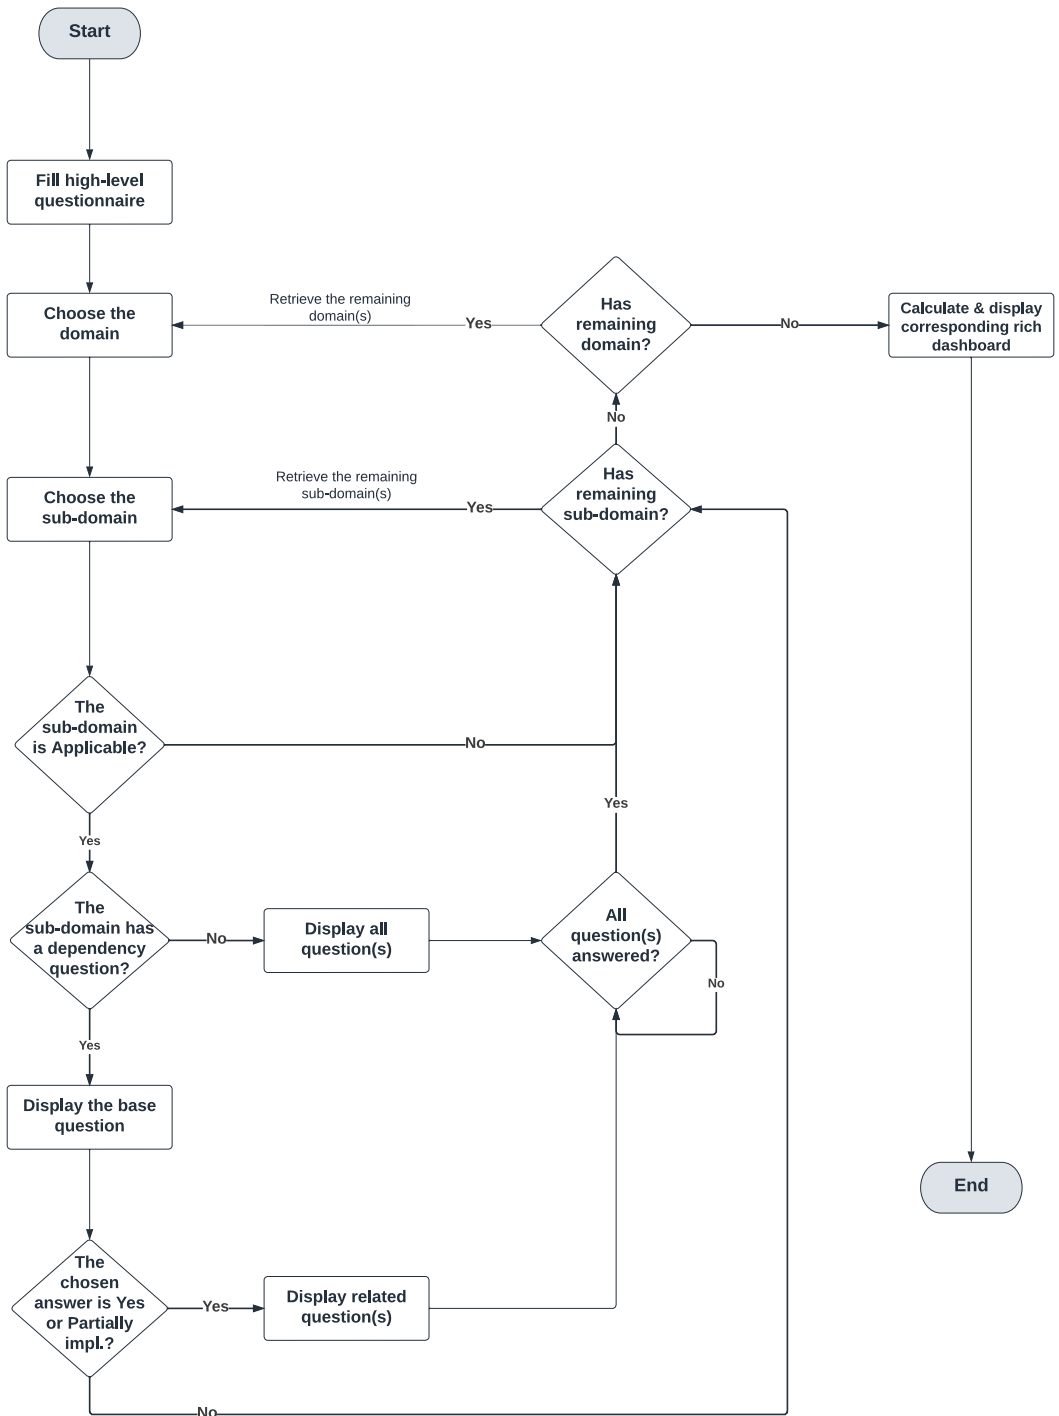 Start
Fill high-level
questionnaire
Choose the
domain
Retrieve the remaining
domain(s)
Yes
Has
remaining
domain?
No
Calculate & display
corresponding rich
dashboard
No
Choose the
sub-domain
Retrieve the remaining
sub-domain(s)
Yes
Has
remaining
sub-domain?
The
sub-domain
is Applicable?
No
Yes
Yes
The
sub-domain has
a dependency
question?
No
Display all
question(s)
All
question(s)
answered?
No
Yes
Display the base
question
End
The
chosen
answer is Yes
or Partially
impl.?
Yes
Display related
question(s)
No